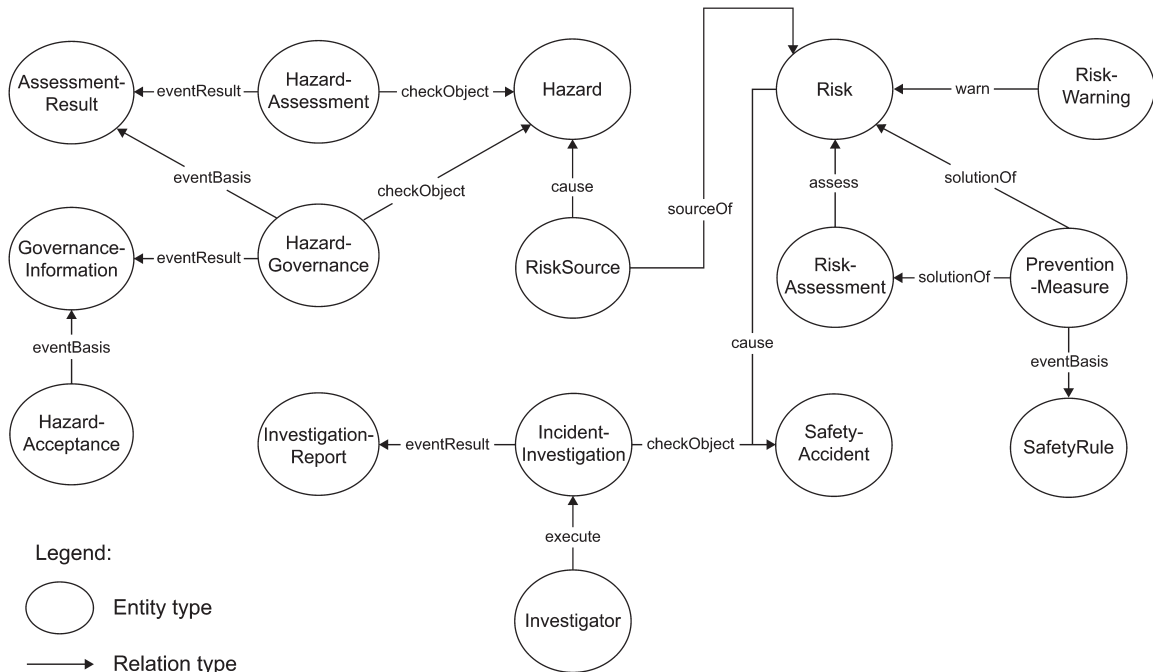 Assessment-
Result
eventResult
Hazard-
Assessment
checkObject
Hazard
Risk
warn
Risk-
Warning
eventBasis
checkObject
cause
sourceOf
assess
solutionOf
Governance-
Information
eventResult
Hazard-
Governance
RiskSource
Risk-
Assessment
solutionOf
Prevention
-Measure
eventBasis
cause
eventBasis
Hazard-
Acceptance
Investigation-
Report
eventResult
Incident-
Investigation
checkObject
Safety-
Accident
SafetyRule
execute
Investigator
Legend:
Entity type
Relation type